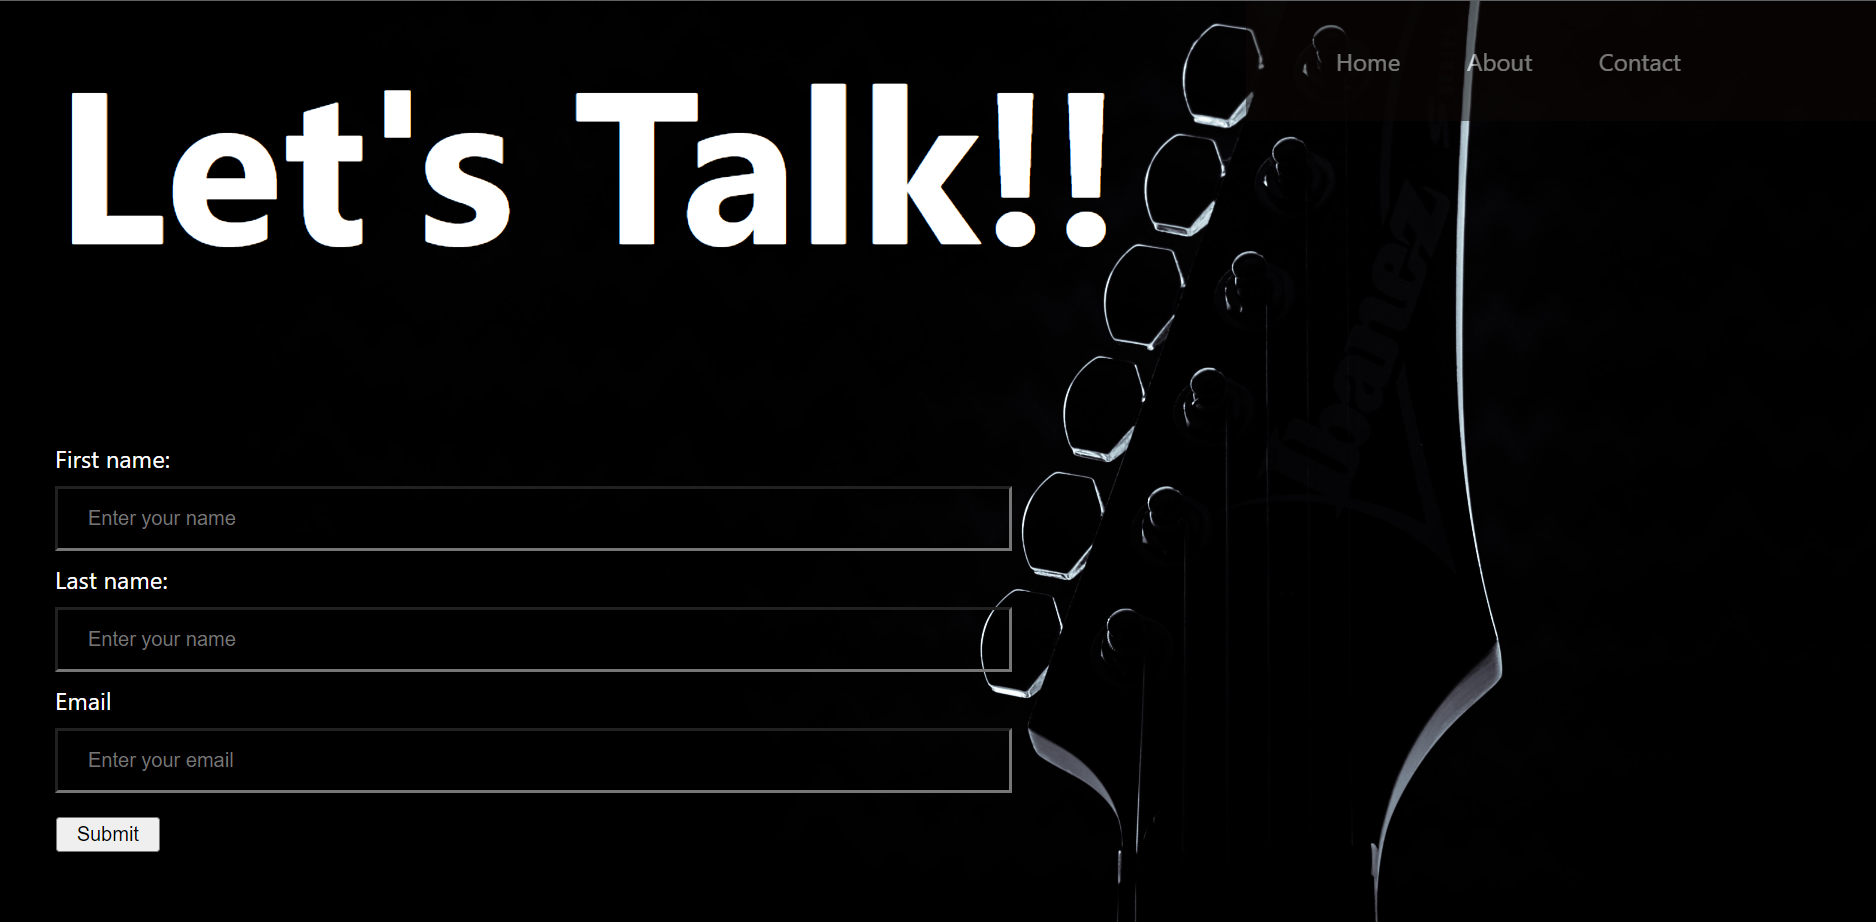 Home About Contact
Let's Talk!!
Ibanez
First name:
Enter your name
Last name:
Enter your name
Email
Enter your email
Submit